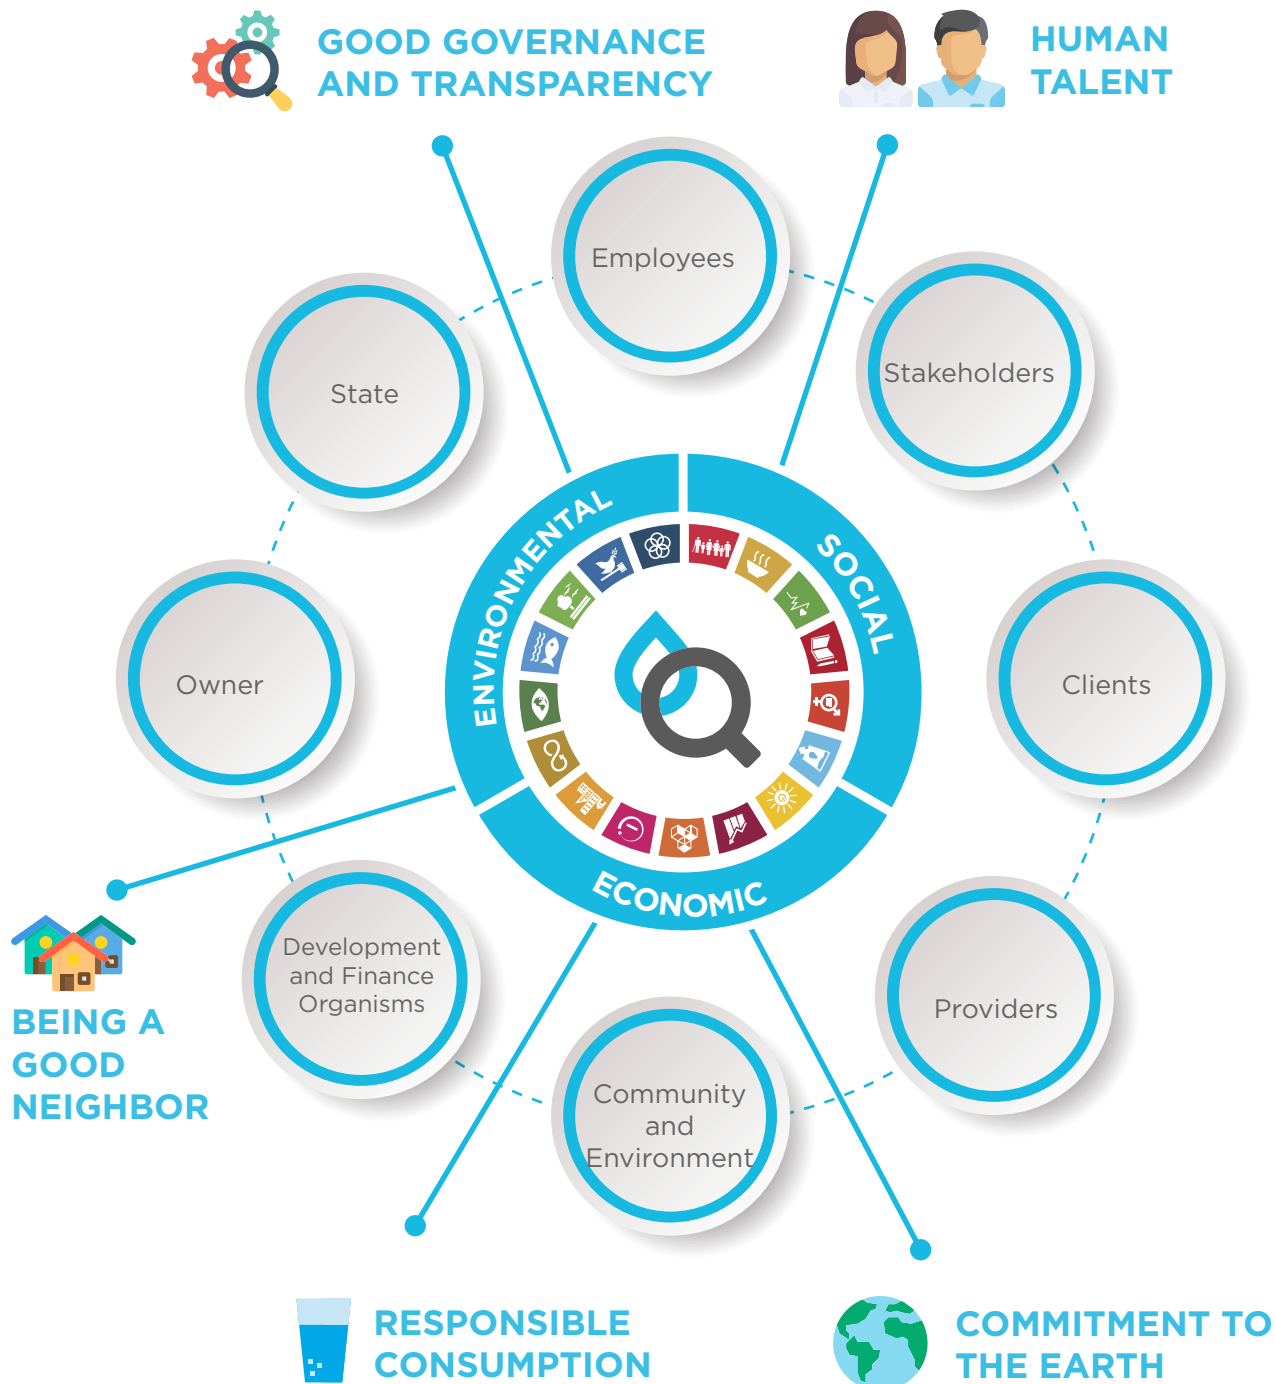 GOOD GOVERNANCE
AND TRANSPARENCY
HUMAN
TALENT
Employees
Stakeholders
State
Clients
Owner
ENVIRONMENTAL
SOCIAL
ECONOMIC
Development
and Finance
Organisms
Providers
Community
and
Environment
BEING A
GOOD
NEIGHBOR
RESPONSIBLE
CONSUMPTION
COMMITMENT TO
THE EARTH